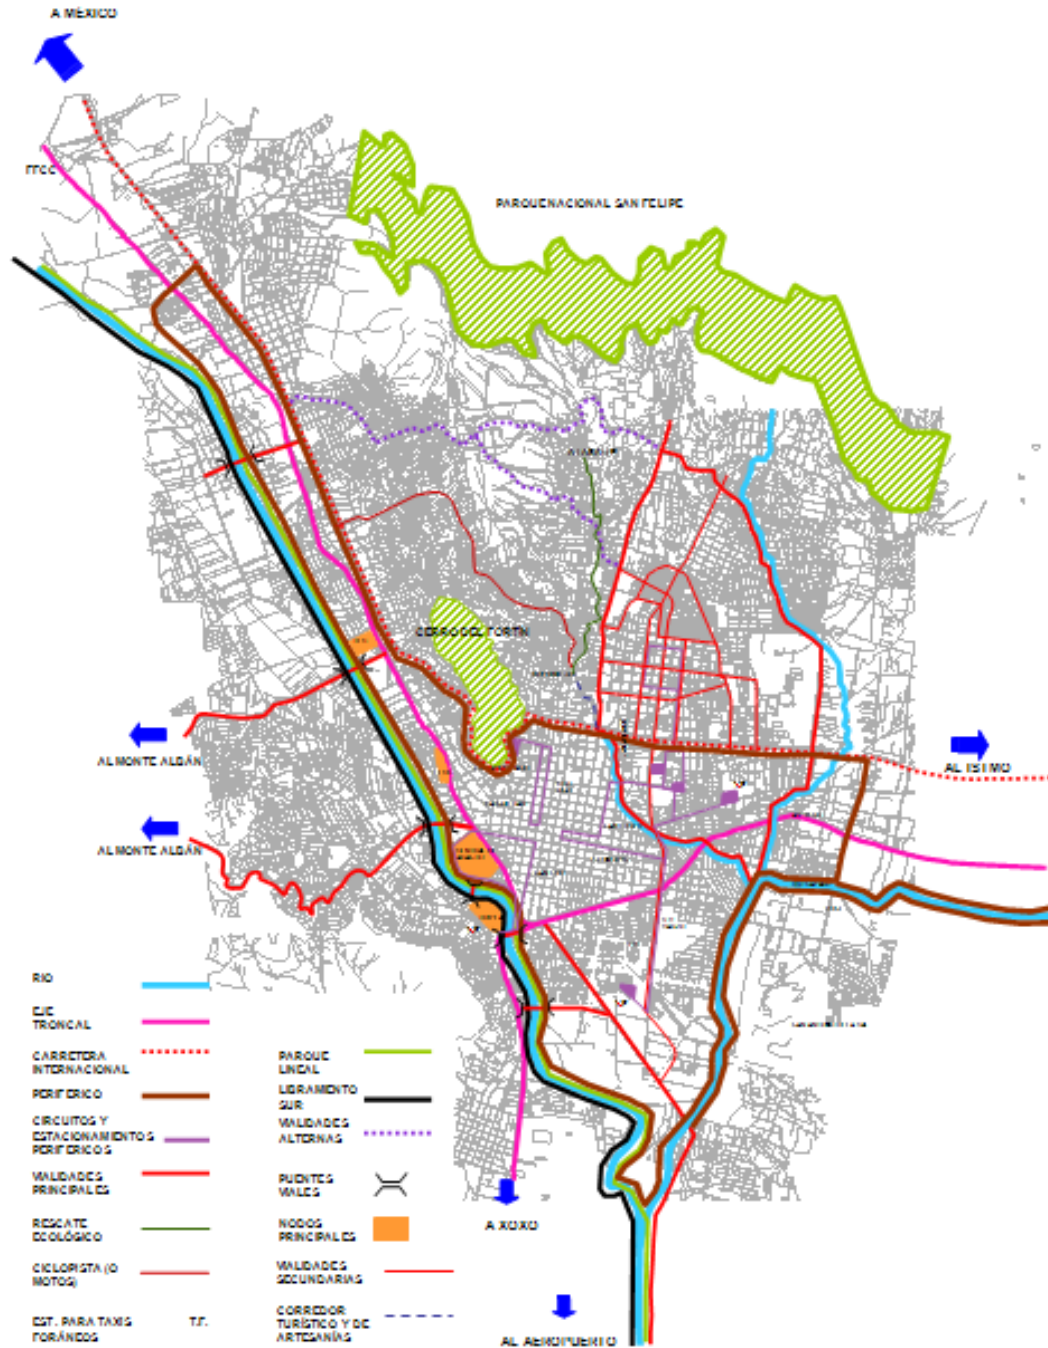 A MÉXICO
FFCC
PARQUE NACIONAL SAN FELIPE
CERRO DEL FORTÍN
AL MONTE ALBÁN
AL ISTMO
AL MONTE ALBÁN
RIO
EJE
TRONCAL
CARRETERA
INTERNACIONAL
PERIFERICO
CIRCUITOS Y
ESTACIONAMIENTOS
PERIFERICOS
VIALIDADES
PRINCIPALES
RESCATE
ECOLÓGICO
CICLOPISTA (O
MOTOS)
EST. PARA TAXIS
FORÁNEOS
T.F.
PARQUE
LINEAL
LIBRAMIENTO
SUR
VIALIDADES
ALTERNAS
PUENTES
VIALES
NODOS
PRINCIPALES
VIALIDADES
SECUNDARIAS
CORREDOR
TURÍSTICO Y DE
ARTESANÍAS
A XOXO
AL AEROPUERTO